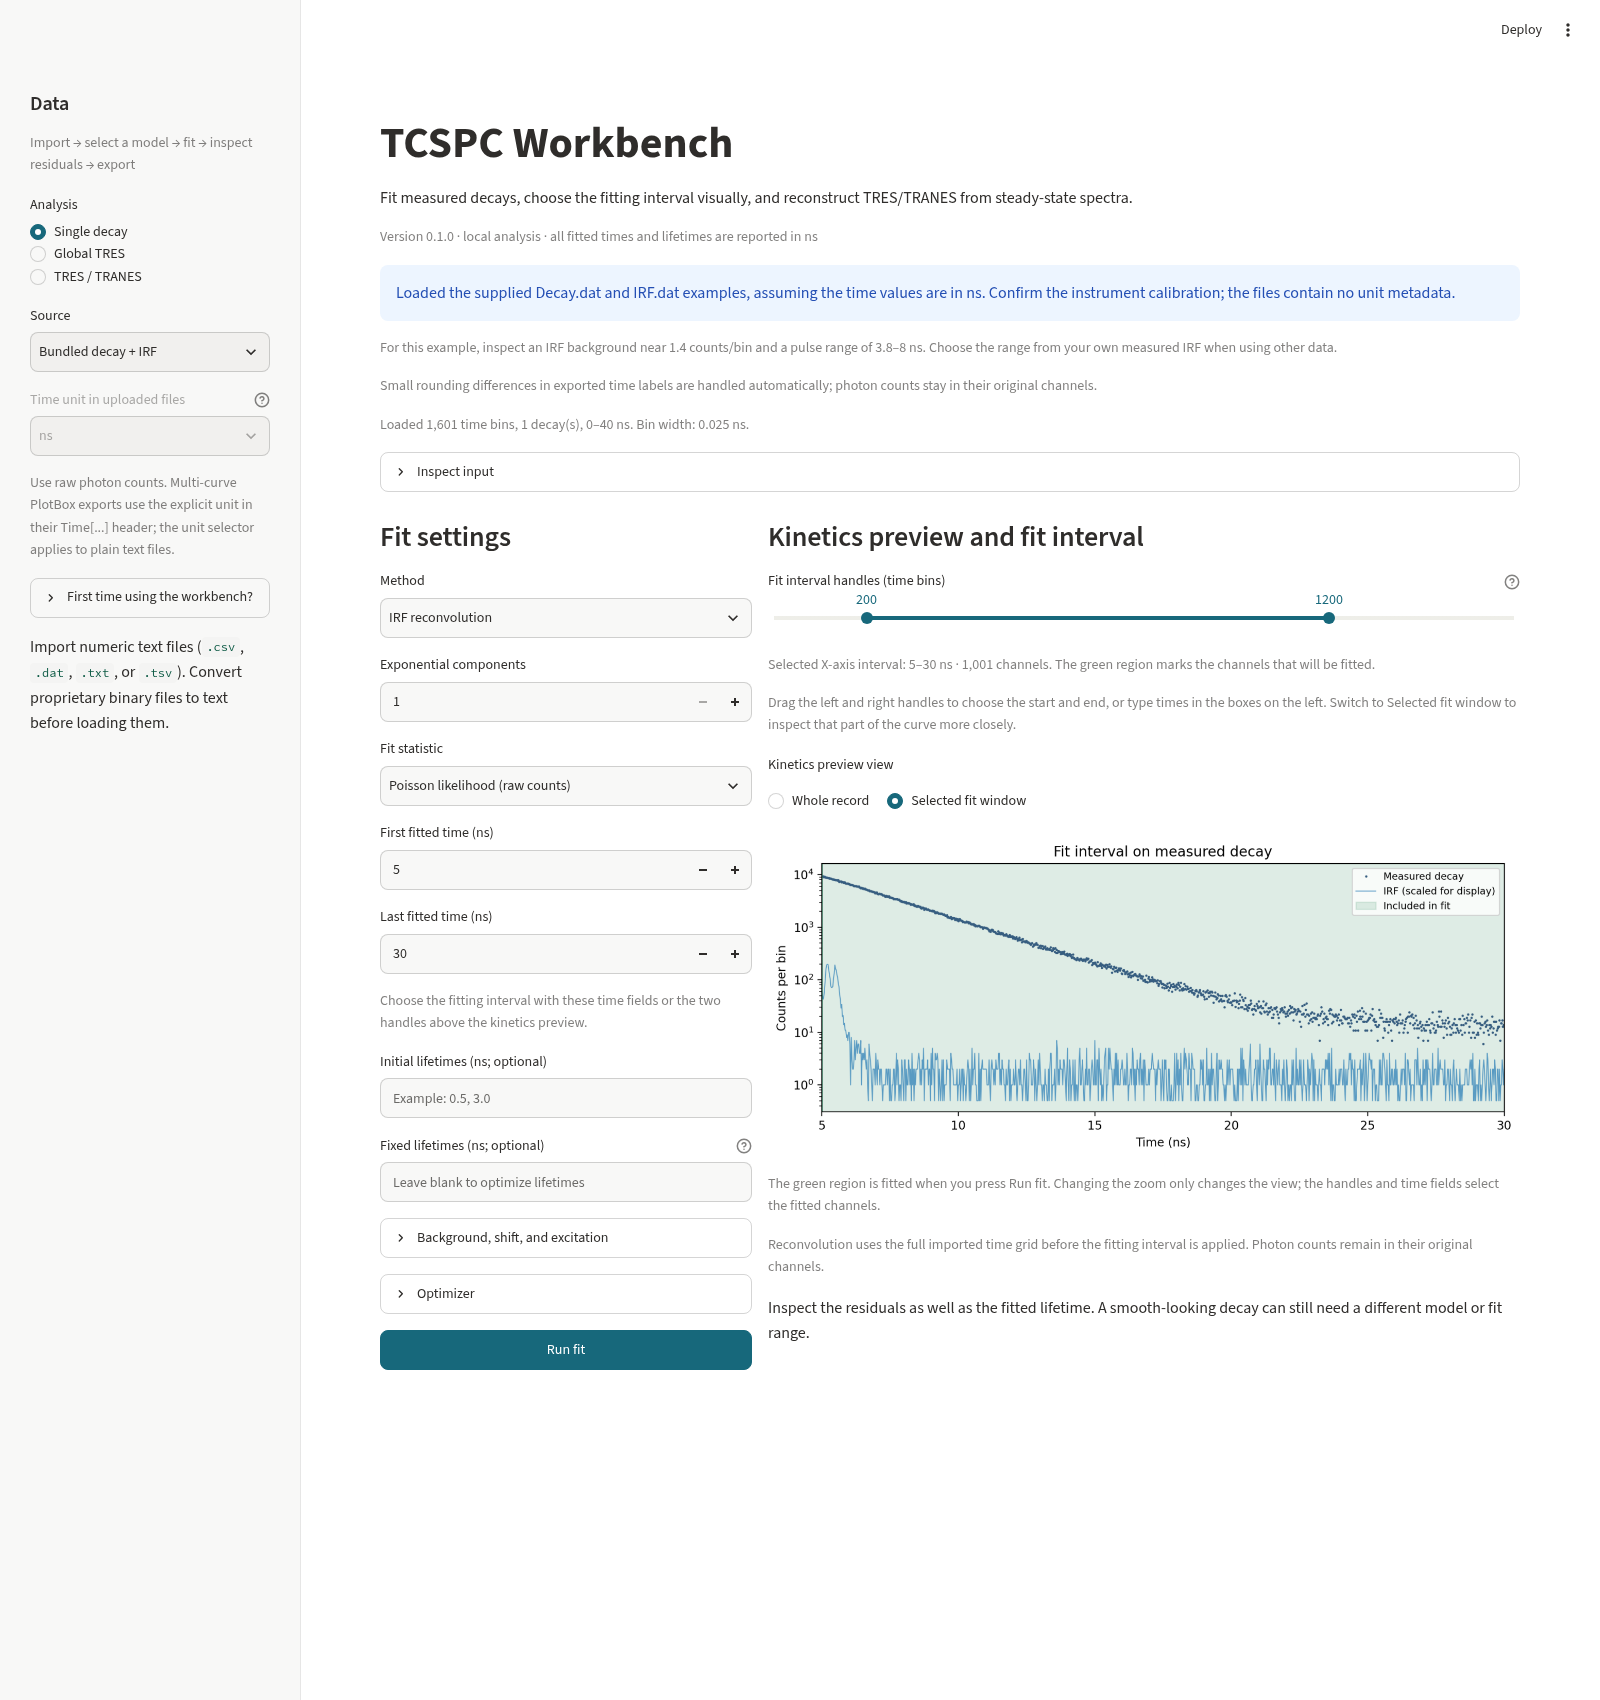 Deploy
Data
Import → select a model → fit → inspect
residuals → export
Analysis
Single decay
Global TRES
TRES / TRANES
Source
Bundled decay + IRF
Time unit in uploaded files
ns
Use raw photon counts. Multi-curve
PlotBox exports use the explicit unit in
their Time[...] header; the unit selector
applies to plain text files.
First time using the workbench?
Import numeric text files ( .csv ,
.dat , .txt , or .tsv ). Convert
proprietary binary files to text
before loading them.
TCSPC Workbench
Fit measured decays, choose the fitting interval visually, and reconstruct TRES/TRANES from steady-state spectra.
Version 0.1.0 · local analysis · all fitted times and lifetimes are reported in ns
Loaded the supplied Decay.dat and IRF.dat examples, assuming the time values are in ns. Confirm the instrument calibration; the files contain no unit metadata.
For this example, inspect an IRF background near 1.4 counts/bin and a pulse range of 3.8–8 ns. Choose the range from your own measured IRF when using other data.
Small rounding differences in exported time labels are handled automatically; photon counts stay in their original channels.
Loaded 1,601 time bins, 1 decay(s), 0–40 ns. Bin width: 0.025 ns.
Inspect input
Fit settings
Method
IRF reconvolution
Exponential components
1
Fit statistic
Poisson likelihood (raw counts)
First fitted time (ns)
5
Last fitted time (ns)
30
Choose the fitting interval with these time fields or the two
handles above the kinetics preview.
Initial lifetimes (ns; optional)
Example: 0.5, 3.0
Fixed lifetimes (ns; optional)
Leave blank to optimize lifetimes
Background, shift, and excitation
Optimizer
Run fit
Kinetics preview and fit interval
Fit interval handles (time bins)
200 1200
Selected X-axis interval: 5–30 ns · 1,001 channels. The green region marks the channels that will be fitted.
Drag the left and right handles to choose the start and end, or type times in the boxes on the left. Switch to Selected fit window to
inspect that part of the curve more closely.
Kinetics preview view
Whole record Selected fit window
Fit interval on measured decay
Measured decay
IRF (scaled for display)
Included in fit
Counts per bin
10⁴
10³
10²
10¹
10⁰
5 10 15 20 25 30
Time (ns)
The green region is fitted when you press Run fit. Changing the zoom only changes the view; the handles and time fields select
the fitted channels.
Reconvolution uses the full imported time grid before the fitting interval is applied. Photon counts remain in their original
channels.
Inspect the residuals as well as the fitted lifetime. A smooth-looking decay can still need a different model or fit
range.